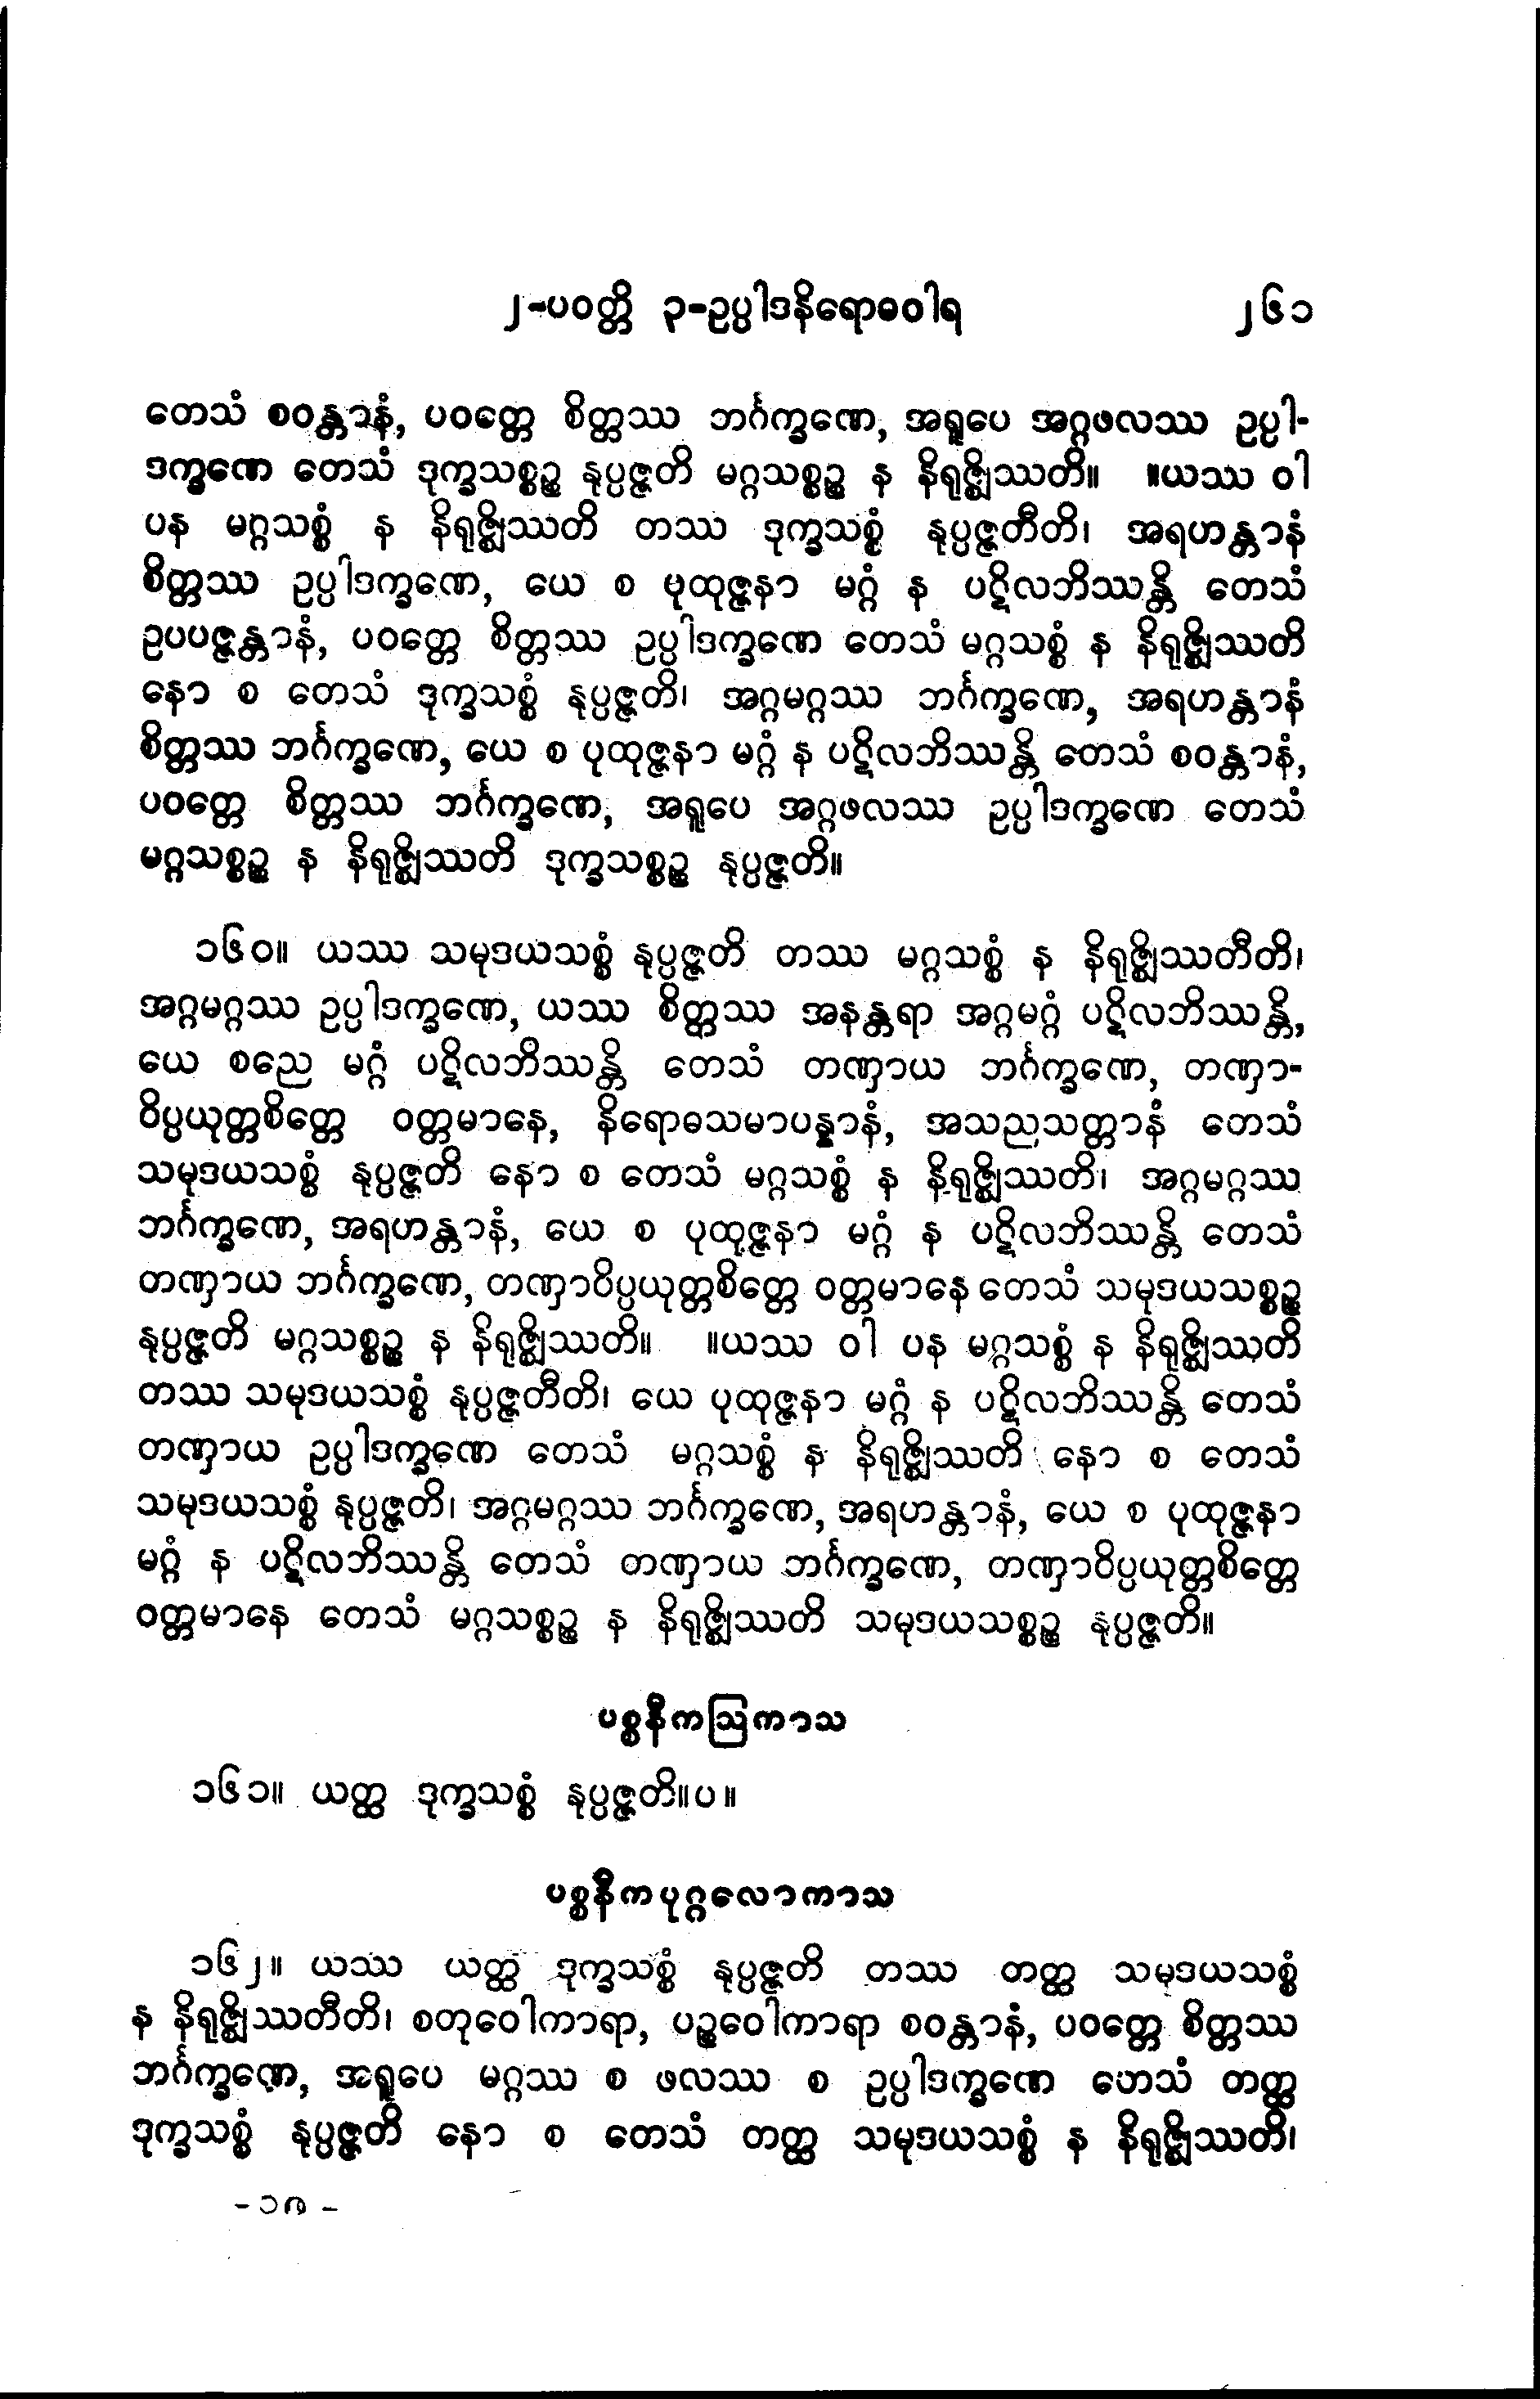 ၂-ပဝတ္တိ ၃-ဥပ္ပါဒနိရောဓဝါရ ၂၆၁
တေသံ စဝန္တာနံ, ပဝတ္တေ စိတ္တဿ ဘင်္ဂက္ခဏေ, အရူပေ အဂ္ဂဖလဿ ဥပ္ပါ-
ဒက္ခဏေ တေသံ ဒုက္ခသစ္စဉ္စ နုပ္ပဇ္ဇတိ မဂ္ဂသစ္စဉ္စ န နိရုဇ္ဈိဿတိ။ ။ယဿ ဝါ
ပန မဂ္ဂသစ္စံ န နိရုဇ္ဈိဿတိ တဿ ဒုက္ခသစ္စံ နုပ္ပဇ္ဇတီတိ၊ အရဟန္တာနံ
စိတ္တဿ ဥပ္ပါဒက္ခဏေ, ယေ စ ပုထုဇ္ဇနာ မဂ္ဂံ န ပဋိလဘိဿန္တိ တေသံ
ဥပပဇ္ဇန္တာနံ, ပဝတ္တေ စိတ္တဿ ဥပ္ပါဒက္ခဏေ တေသံ မဂ္ဂသစ္စံ န နိရုဇ္ဈိဿတိ
နော စ တေသံ ဒုက္ခသစ္စံ နုပ္ပဇ္ဇတိ၊ အဂ္ဂမဂ္ဂဿ ဘင်္ဂက္ခဏေ, အရဟန္တာနံ
စိတ္တဿ ဘင်္ဂက္ခဏေ, ယေ စ ပုထုဇ္ဇနာ မဂ္ဂံ န ပဋိလဘိဿန္တိ တေသံ စဝန္တာနံ,
ပဝတ္တေ စိတ္တဿ ဘင်္ဂက္ခဏေ, အရူပေ အဂ္ဂဖလဿ ဥပ္ပါဒက္ခဏေ တေသံ
မဂ္ဂသစ္စဉ္စ န နိရုဇ္ဈိဿတိ ဒုက္ခသစ္စဉ္စ နုပ္ပဇ္ဇတိ။
၁၆၀။ ယဿ သမုဒယသစ္စံ နုပ္ပဇ္ဇတိ တဿ မဂ္ဂသစ္စံ န နိရုဇ္ဈိဿတီတိ၊
အဂ္ဂမဂ္ဂဿ ဥပ္ပါဒက္ခဏေ, ယဿ စိတ္တဿ အနန္တရာ အဂ္ဂမဂ္ဂံ ပဋိလဘိဿန္တိ,
ယေ စညေ မဂ္ဂံ ပဋိလဘိဿန္တိ တေသံ တဏှာယ ဘင်္ဂက္ခဏေ, တဏှာ-
ဝိပ္ပယုတ္တစိတ္တေ ဝတ္တမာနေ, နိရောဓသမာပန္နာနံ, အသညသတ္တာနံ တေသံ
သမုဒယသစ္စံ နုပ္ပဇ္ဇတိ နော စ တေသံ မဂ္ဂသစ္စံ န နိရုဇ္ဈိဿတိ၊ အဂ္ဂမဂ္ဂဿ
ဘင်္ဂက္ခဏေ, အရဟန္တာနံ, ယေ စ ပုထုဇ္ဇနာ မဂ္ဂံ န ပဋိလဘိဿန္တိ တေသံ
တဏှာယ ဘင်္ဂက္ခဏေ, တဏှာဝိပ္ပယုတ္တစိတ္တေ ဝတ္တမာနေ တေသံ သမုဒယသစ္စဉ္စ
နုပ္ပဇ္ဇတိ မဂ္ဂသစ္စဉ္စ န နိရုဇ္ဈိဿတိ။ ။ယဿ ဝါ ပန မဂ္ဂသစ္စံ န နိရုဇ္ဈိဿတိ
တဿ သမုဒယသစ္စံ နုပ္ပဇ္ဇတီတိ၊ ယေ ပုထုဇ္ဇနာ မဂ္ဂံ န ပဋိလဘိဿန္တိ တေသံ
တဏှာယ ဥပ္ပါဒက္ခဏေ တေသံ မဂ္ဂသစ္စံ န နိရုဇ္ဈိဿတိ နော စ တေသံ
သမုဒယသစ္စံ နုပ္ပဇ္ဇတိ၊ အဂ္ဂမဂ္ဂဿ ဘင်္ဂက္ခဏေ, အရဟန္တာနံ, ယေ စ ပုထုဇ္ဇနာ
မဂ္ဂံ န ပဋိလဘိဿန္တိ တေသံ တဏှာယ ဘင်္ဂက္ခဏေ, တဏှာဝိပ္ပယုတ္တစိတ္တေ
ဝတ္တမာနေ တေသံ မဂ္ဂသစ္စဉ္စ န နိရုဇ္ဈိဿတိ သမုဒယသစ္စဉ္စ နုပ္ပဇ္ဇတိ။
ပစ္စနီကဩကာသ
၁၆၁။ ယတ္ထ ဒုက္ခသစ္စံ နုပ္ပဇ္ဇတိ။ပ။
ပစ္စနီကပုဂ္ဂလောကာသ
၁၆၂။ ယဿ ယတ္ထ ဒုက္ခသစ္စံ နုပ္ပဇ္ဇတိ တဿ တတ္ထ သမုဒယသစ္စံ
န နိရုဇ္ဈိဿတီတိ၊ စတုဝေါကာရာ, ပဉ္စဝေါကာရာ စဝန္တာနံ, ပဝတ္တေ စိတ္တဿ
ဘင်္ဂက္ခဏေ, အရူပေ မဂ္ဂဿ စ ဖလဿ စ ဥပ္ပါဒက္ခဏေ တေသံ တတ္ထ
ဒုက္ခသစ္စံ နုပ္ပဇ္ဇတိ နော စ တေသံ တတ္ထ သမုဒယသစ္စံ န နိရုဇ္ဈိဿတိ၊
-၁၈-